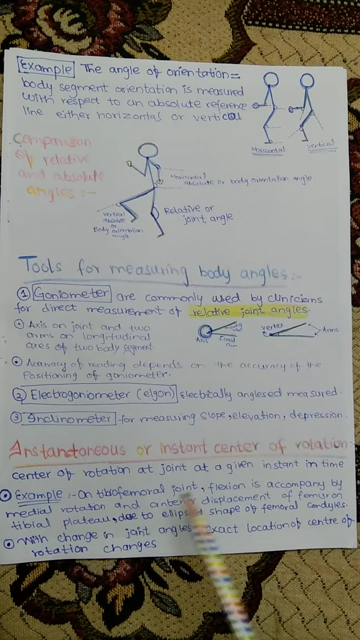 Example The angle of orientation=
body segment orientation is measured
with respect to an absolute reference
line either horizontal or vertical
Horizontal
vertical
Comparison
of relative
and absolute
angles:-
Horizontal
absolute or body orientation angle
vertical
absolute
or
Body orientation
angle
Relative or
joint angle
Tools for measuring body angles:-
① Goniometer are commonly used by clinicians
for direct measurement of relative joint angles
Axis on joint and two
arms on longitudinal
axes of two body segment
Axis
vertex
Arms
Accuracy of reading depends on the accuracy of the
positioning of goniometer.
② Electrogoniometer (elgon) electrically anglesed measured.
③ Inclinometer - for measuring slope, elevation, depression.
Anstantaneous or instant center of rotation
center of rotation at joint at a given instant in time
Example :- On tibiofemoral joint, flexion is accompany by
medial rotation and displacement of femur on
tibial plateau, due to shape of femoral condyles
With change in joint angles exact location of centre of
rotation changes